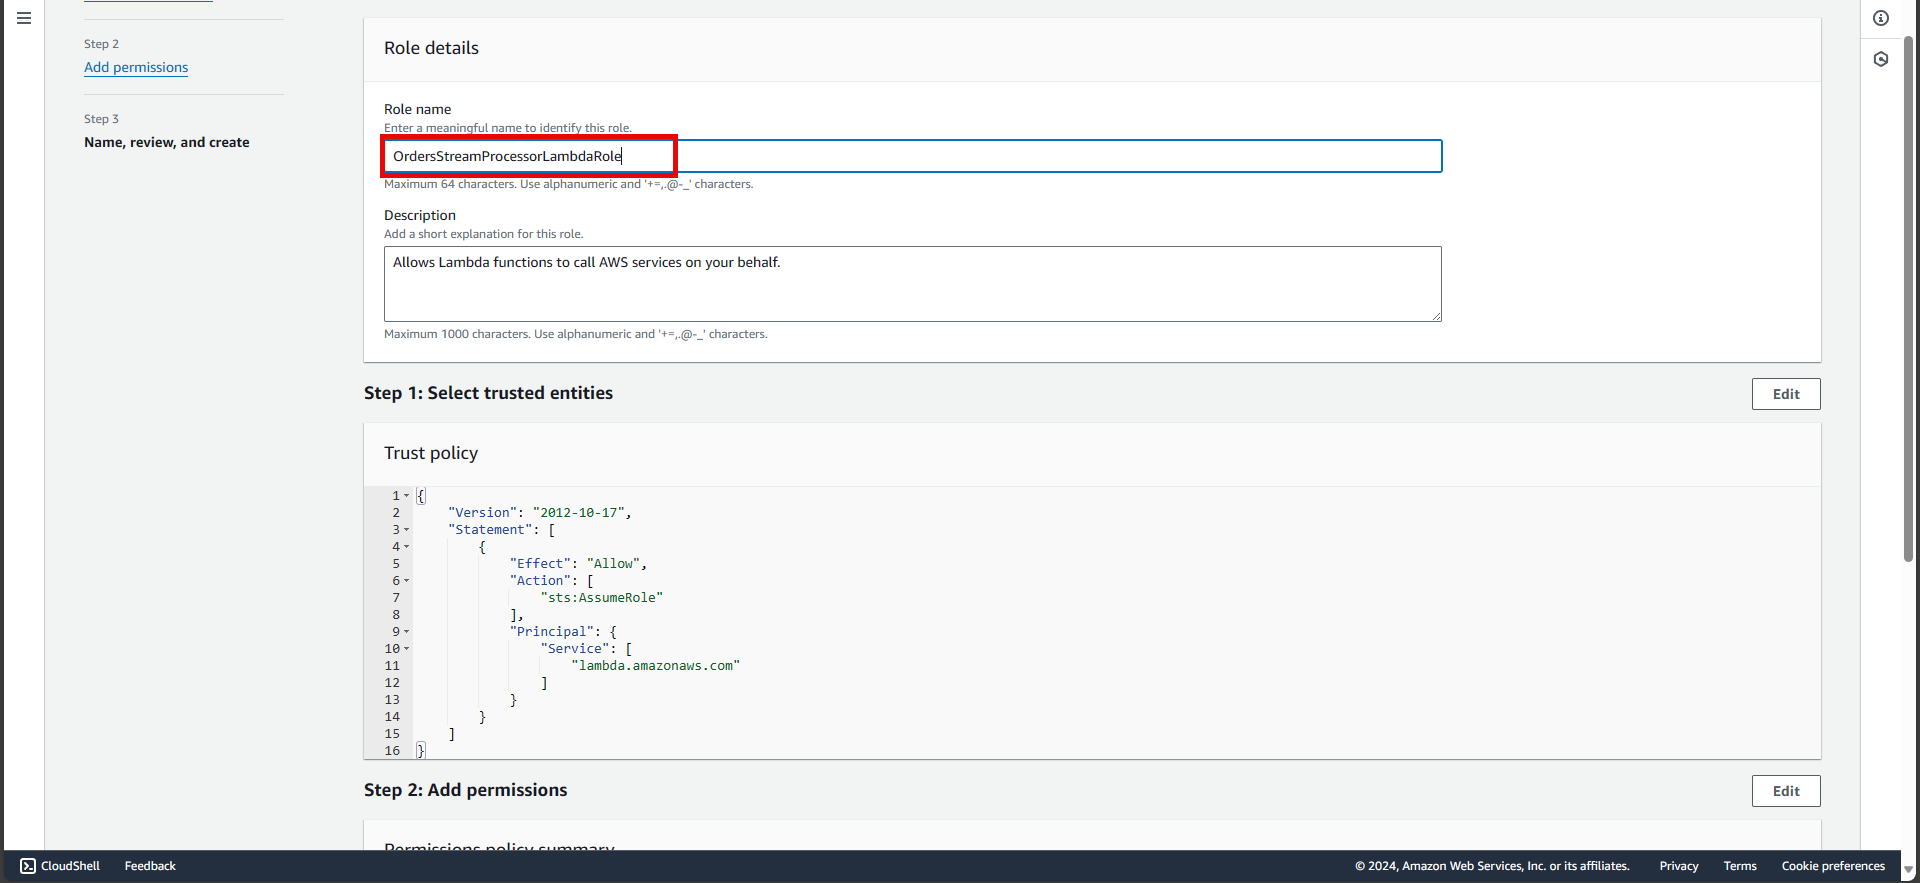 Step 2
Add permissions
Step 3
Name, review, and create
Role details
Role name
Enter a meaningful name to identify this role.
OrdersStreamProcessorLambdaRole
Maximum 64 characters. Use alphanumeric and '+=,.@-_' characters.
Description
Add a short explanation for this role.
Allows Lambda functions to call AWS services on your behalf.
Maximum 1000 characters. Use alphanumeric and '+=,.@-_' characters.
Step 1: Select trusted entities
Edit
Trust policy
1 {
2 "Version": "2012-10-17",
3 "Statement": [
4 {
5 "Effect": "Allow",
6 "Action": [
7 "sts:AssumeRole"
8 ],
9 "Principal": {
10 "Service": [
11 "lambda.amazonaws.com"
12 ]
13 }
14 }
15 ]
16 }
Step 2: Add permissions
Edit
Permissions policy summary
CloudShell Feedback © 2024, Amazon Web Services, Inc. or its affiliates. Privacy Terms Cookie preferences